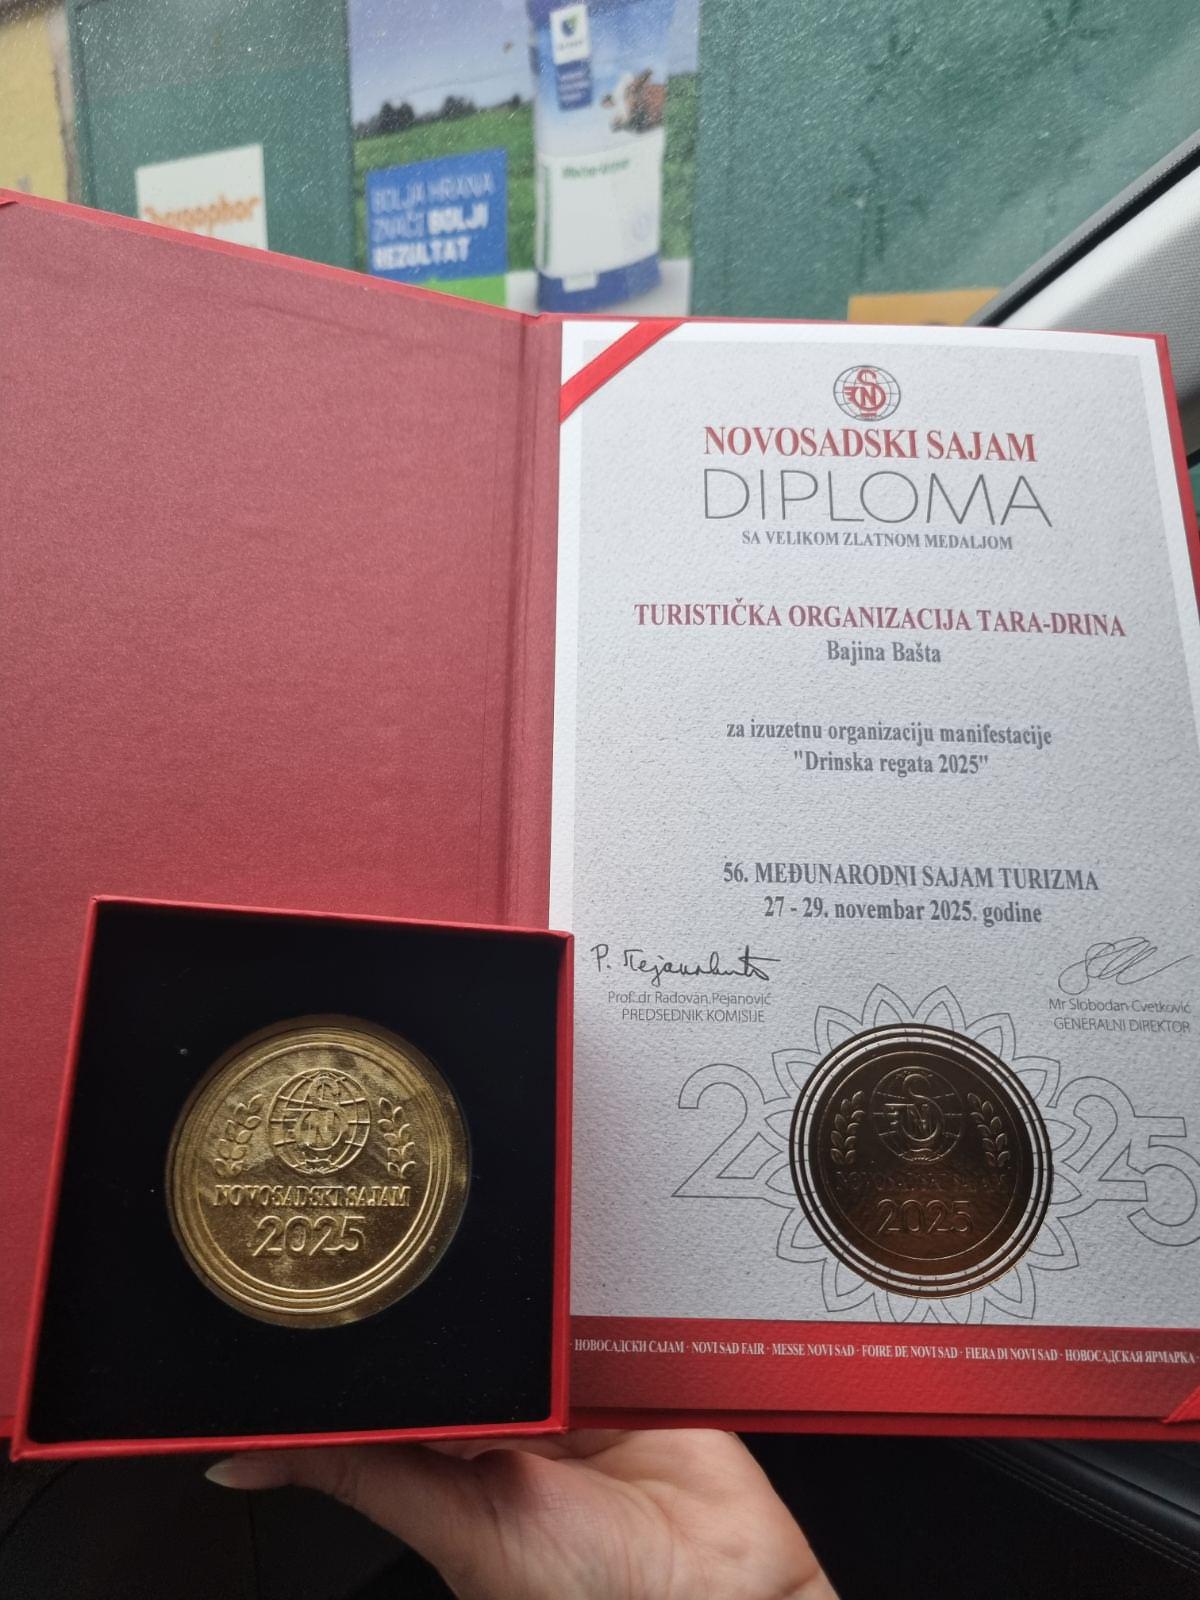 BOLJA HRANA
ZNAČI BOLJI
REZULTAT
NOVOSADSKI SAJAM
DIPLOMA
SA VELIKOM ZLATNOM MEDALJOM
TURISTIČKA ORGANIZACIJA TARA-DRINA
Bajina Bašta
za izuzetnu organizaciju manifestacije
"Drinska regata 2025"
56. MEĐUNARODNI SAJAM TURIZMA
27 - 29. novembar 2025. godine
Prof. dr Radovan Pejanović
PREDSEDNIK KOMISIJE
Mr Slobodan Cvetković
GENERALNI DIREKTOR
NOVOSADSKI SAJAM
2025
NOVOSADSKI SAJAM
2025
2025
НОВОСАДСКИ САЈАМ · NOVI SAD FAIR · MESSE NOVI SAD · FOIRE DE NOVI SAD · FIERA DI NOVI SAD · НОВОСАДСКАЯ ЯРМАРКА